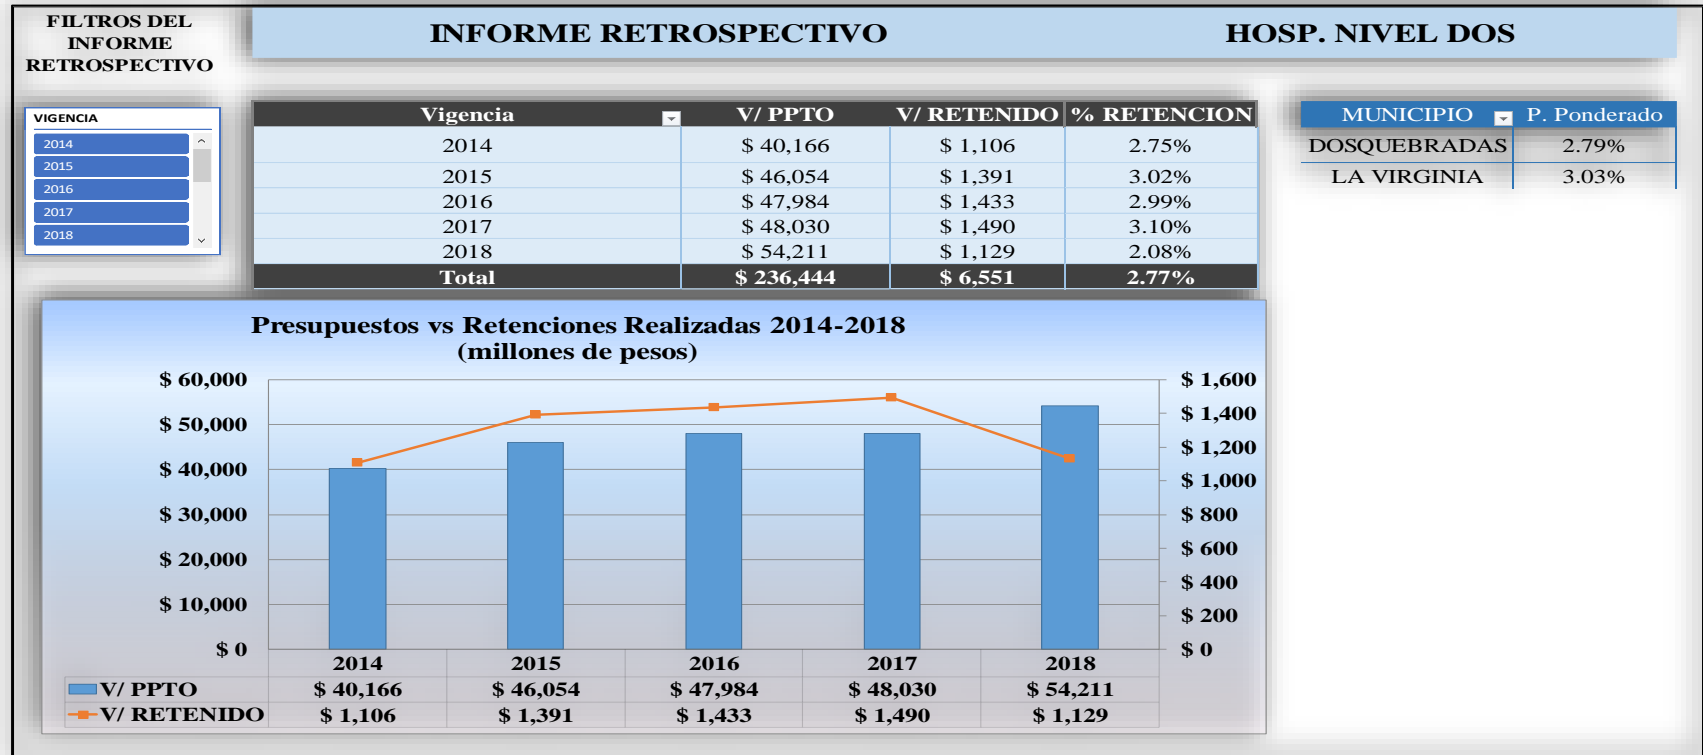 FILTROS DEL
INFORME
RETROSPECTIVO
INFORME RETROSPECTIVO HOSP. NIVEL DOS
VIGENCIA
2014
2015
2016
2017
2018
Vigencia V/ PPTO V/ RETENIDO % RETENCION
2014 $ 40,166 $ 1,106 2.75%
2015 $ 46,054 $ 1,391 3.02%
2016 $ 47,984 $ 1,433 2.99%
2017 $ 48,030 $ 1,490 3.10%
2018 $ 54,211 $ 1,129 2.08%
Total $ 236,444 $ 6,551 2.77%
MUNICIPIO P. Ponderado
DOSQUEBRADAS 2.79%
LA VIRGINIA 3.03%
Presupuestos vs Retenciones Realizadas 2014-2018
(millones de pesos)
$ 60,000
$ 50,000
$ 40,000
$ 30,000
$ 20,000
$ 10,000
$ 0
$ 1,600
$ 1,400
$ 1,200
$ 1,000
$ 800
$ 600
$ 400
$ 200
$ 0
2014 2015 2016 2017 2018
V/ PPTO $ 40,166 $ 46,054 $ 47,984 $ 48,030 $ 54,211
V/ RETENIDO $ 1,106 $ 1,391 $ 1,433 $ 1,490 $ 1,129